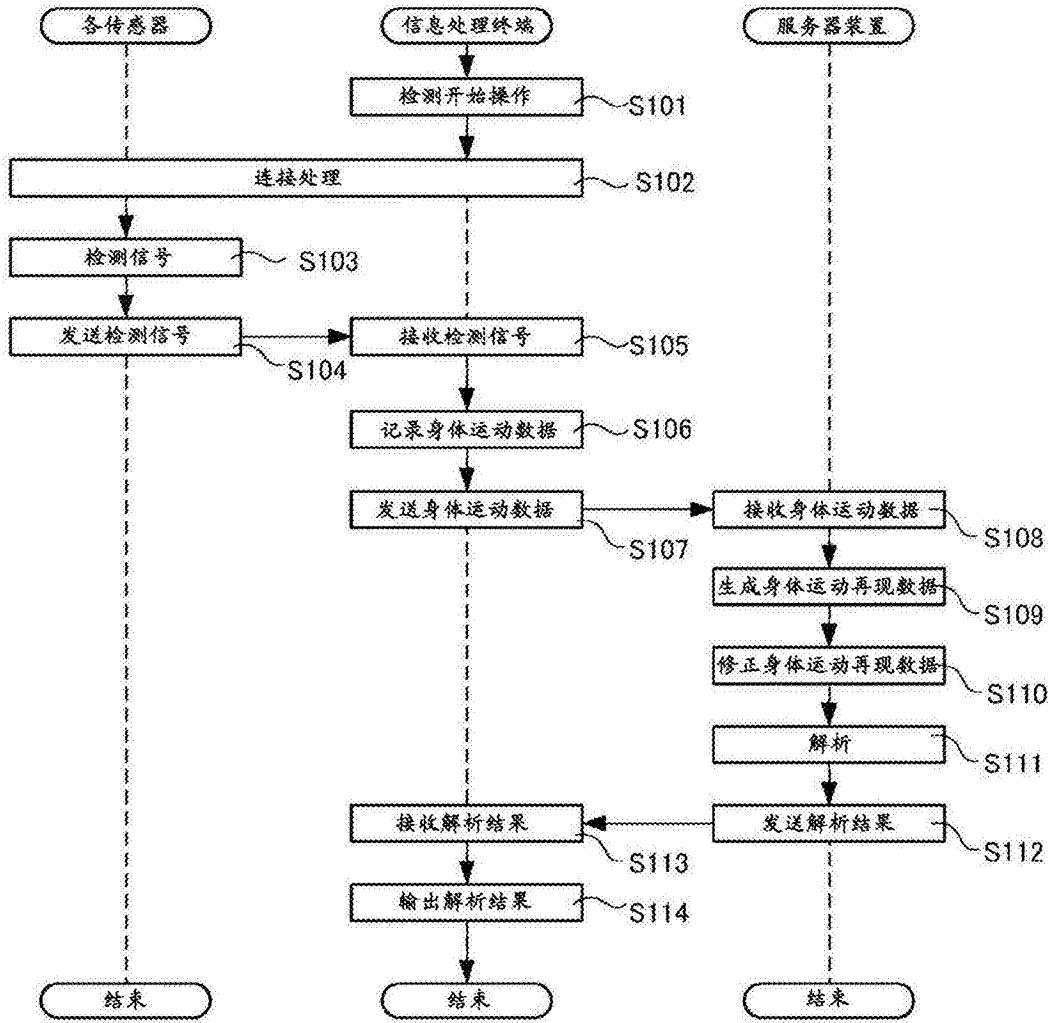 各传感器
信息处理终端
服务器装置
检测开始操作
S101
连接处理
S102
检测信号
S103
发送检测信号
S104
接收检测信号
S105
记录身体运动数据
S106
发送身体运动数据
S107
接收身体运动数据
S108
生成身体运动再现数据
S109
修正身体运动再现数据
S110
解析
S111
发送解析结果
S112
接收解析结果
S113
输出解析结果
S114
结束
结束
结束